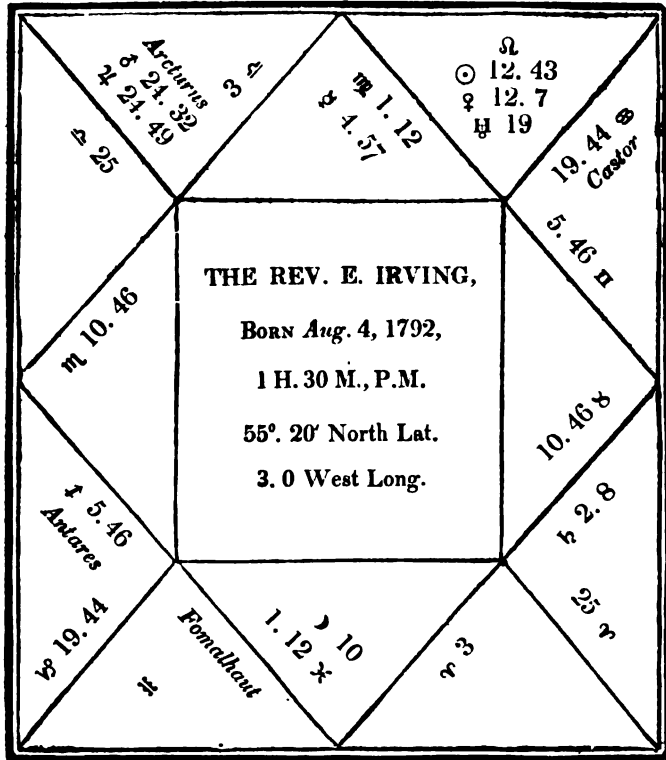 Arcturus
♂ 24. 32
♃ 24. 49
3 ♎
♎ 25
♍ 1. 12
☿ 4. 57
♌
☉ 12. 43
♀ 12. 7
♅ 19
19. 44 ♋
Castor
5. 46 ♊
THE REV. E. IRVING,
BORN Aug. 4, 1792,
1 H. 30 M., P.M.
55°. 20′ North Lat.
3. 0 West Long.
♏ 10. 46
10. 46 ♉
♐ 5. 46
Antares
♑ 19. 44
♒
Fomalhaut
☽ 10
1. 12 ♓
♈ 3
♄ 2. 8
25 ♈